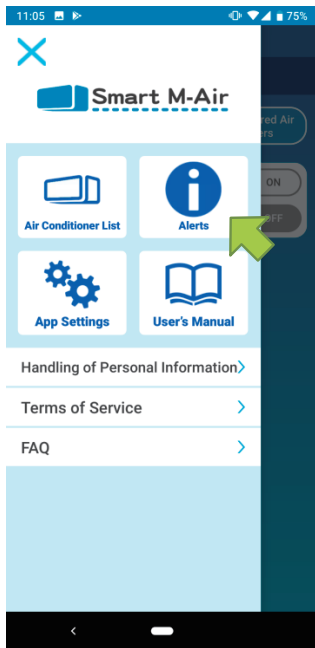 11:05 75%
Smart M-Air
red Air
ers
ON
OFF
Air Conditioner List
Alerts
App Settings
User's Manual
Handling of Personal Information
Terms of Service
FAQ